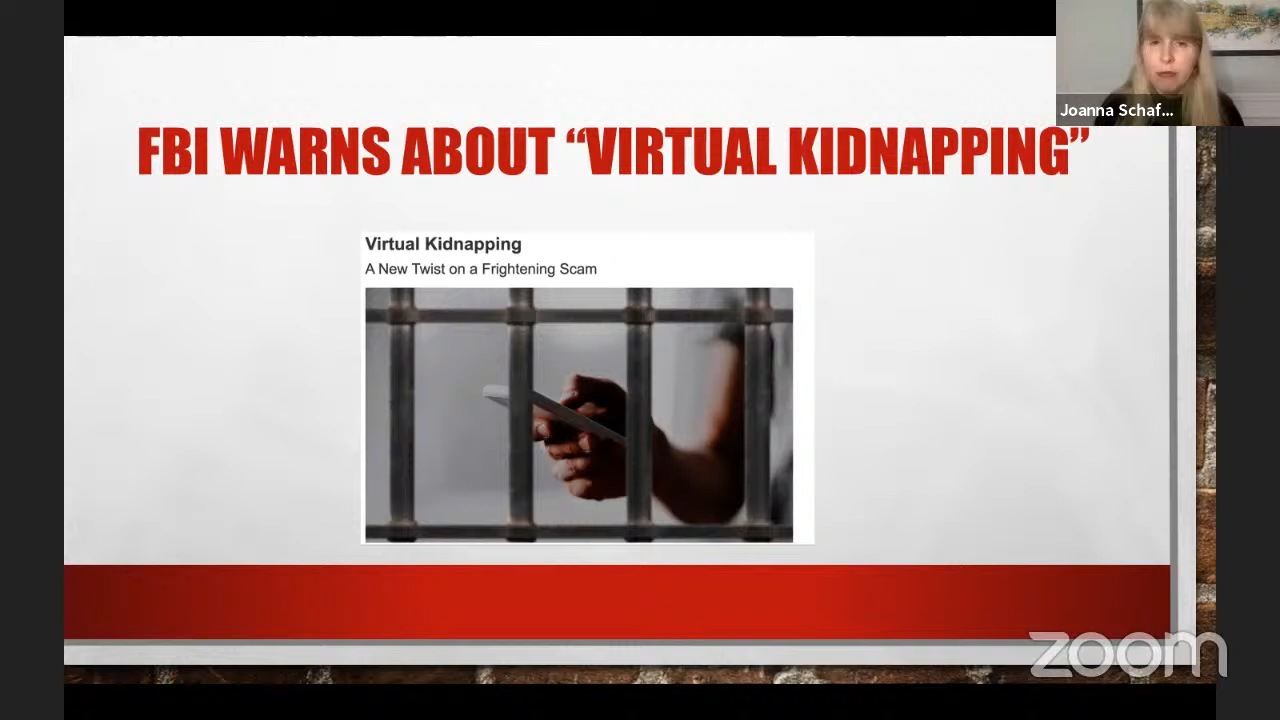 Joanna Schaf...
FBI WARNS ABOUT “VIRTUAL KIDNAPPING”
Virtual Kidnapping
A New Twist on a Frightening Scam
zoom